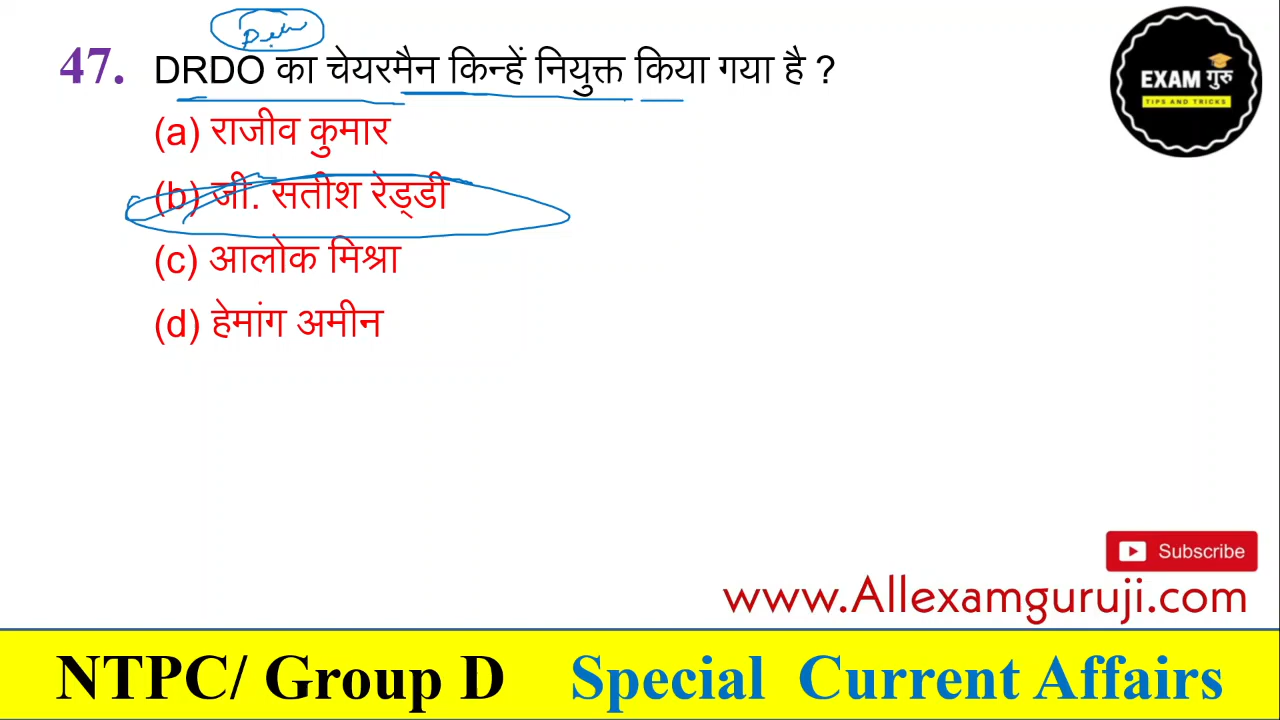 47. DRDO का चेयरमैन किन्हें नियुक्त किया गया है ?
(a) राजीव कुमार
(b) जी. सतीश रेड्डी
(c) आलोक मिश्रा
(d) हेमांग अमीन
EXAM गुरु
TIPS AND TRICKS
Subscribe
www.Allexamguruji.com
NTPC/ Group D Special Current Affairs